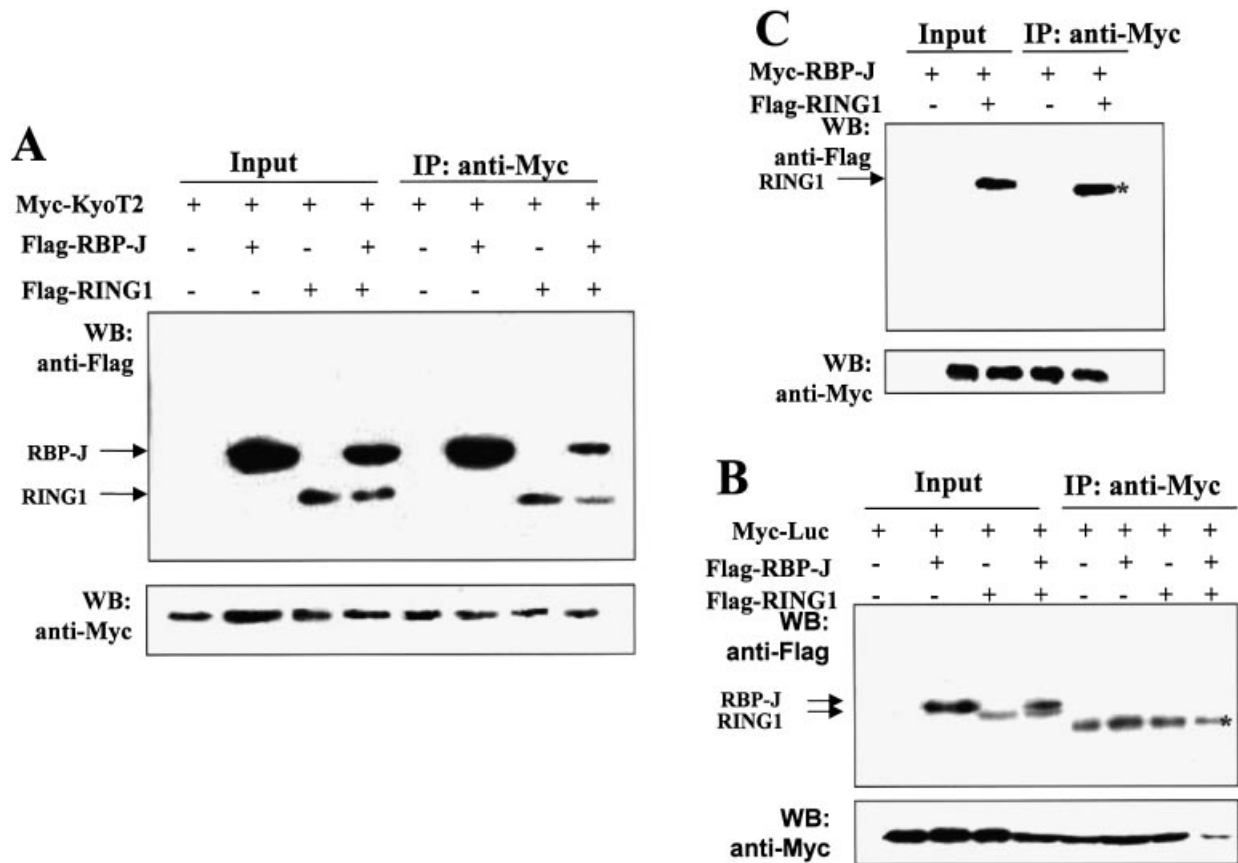 A
Input IP: anti-Myc
Myc-KyoT2 + + + + + + + +
Flag-RBP-J - + - + - + - +
Flag-RING1 - - + + - - + +
WB:
anti-Flag
RBP-J
RING1
WB:
anti-Myc
C
Input IP: anti-Myc
Myc-RBP-J + + + +
Flag-RING1 - + - +
WB:
anti-Flag
RING1
*
WB:
anti-Myc
B
Input IP: anti-Myc
Myc-Luc + + + + + + + +
Flag-RBP-J - + - + - + - +
Flag-RING1 - - + + - - + +
WB:
anti-Flag
RBP-J
RING1
*
WB:
anti-Myc